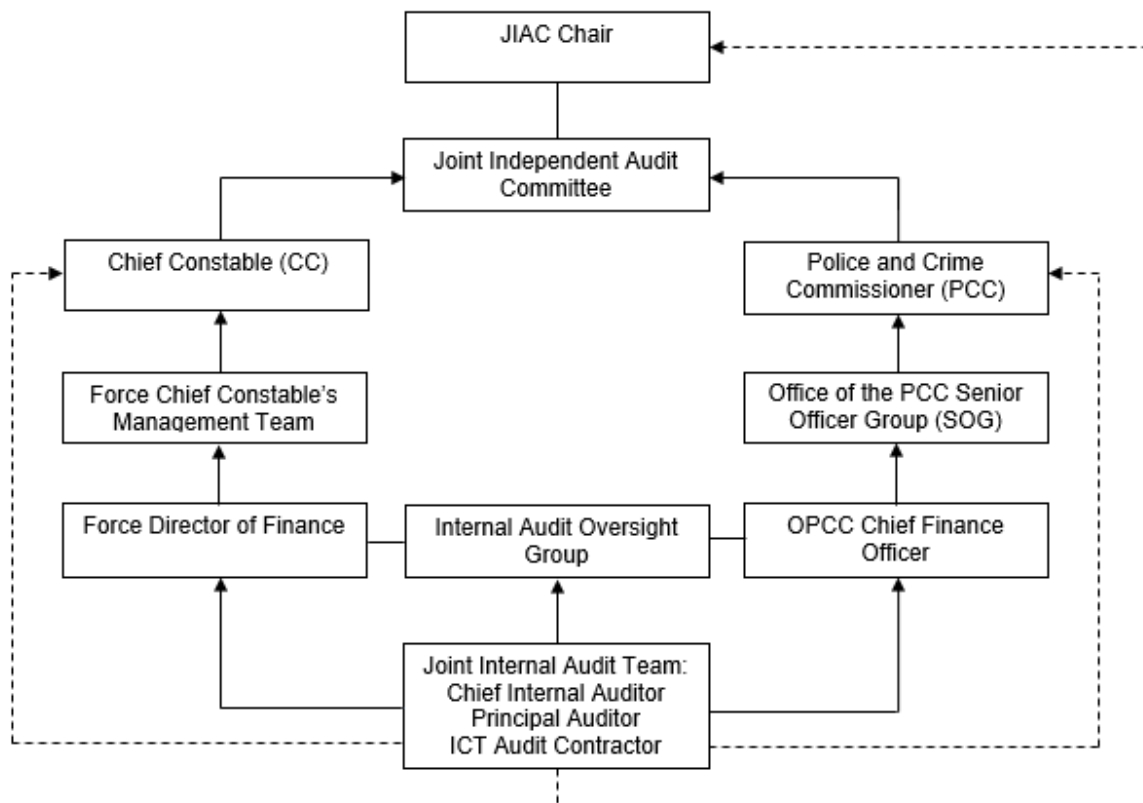 JIAC Chair
Joint Independent Audit
Committee
Chief Constable (CC)
Police and Crime
Commissioner (PCC)
Force Chief Constable’s
Management Team
Office of the PCC Senior
Officer Group (SOG)
Force Director of Finance
Internal Audit Oversight
Group
OPCC Chief Finance
Officer
Joint Internal Audit Team:
Chief Internal Auditor
Principal Auditor
ICT Audit Contractor